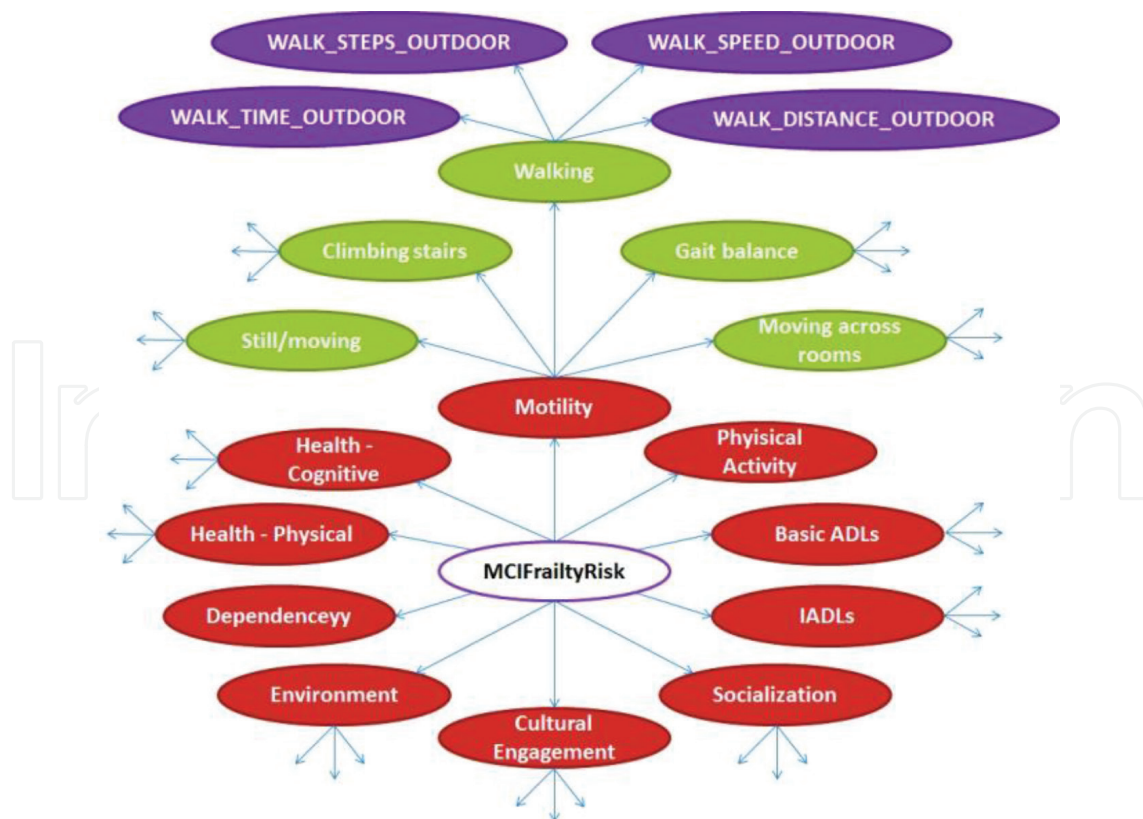 WALK_STEPS_OUTDOOR
WALK_SPEED_OUTDOOR
WALK_TIME_OUTDOOR
WALK_DISTANCE_OUTDOOR
Walking
Climbing stairs
Gait balance
Still/moving
Moving across
rooms
Motility
Health -
Cognitive
Phyisical
Activity
Health - Physical
Basic ADLs
MCIFrailtyRisk
Dependenceyy
IADLs
Environment
Socialization
Cultural
Engagement